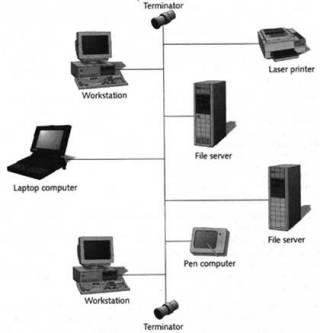 Terminator
Laser printer
Workstation
File server
Laptop computer
File server
Pen computer
Workstation
Terminator